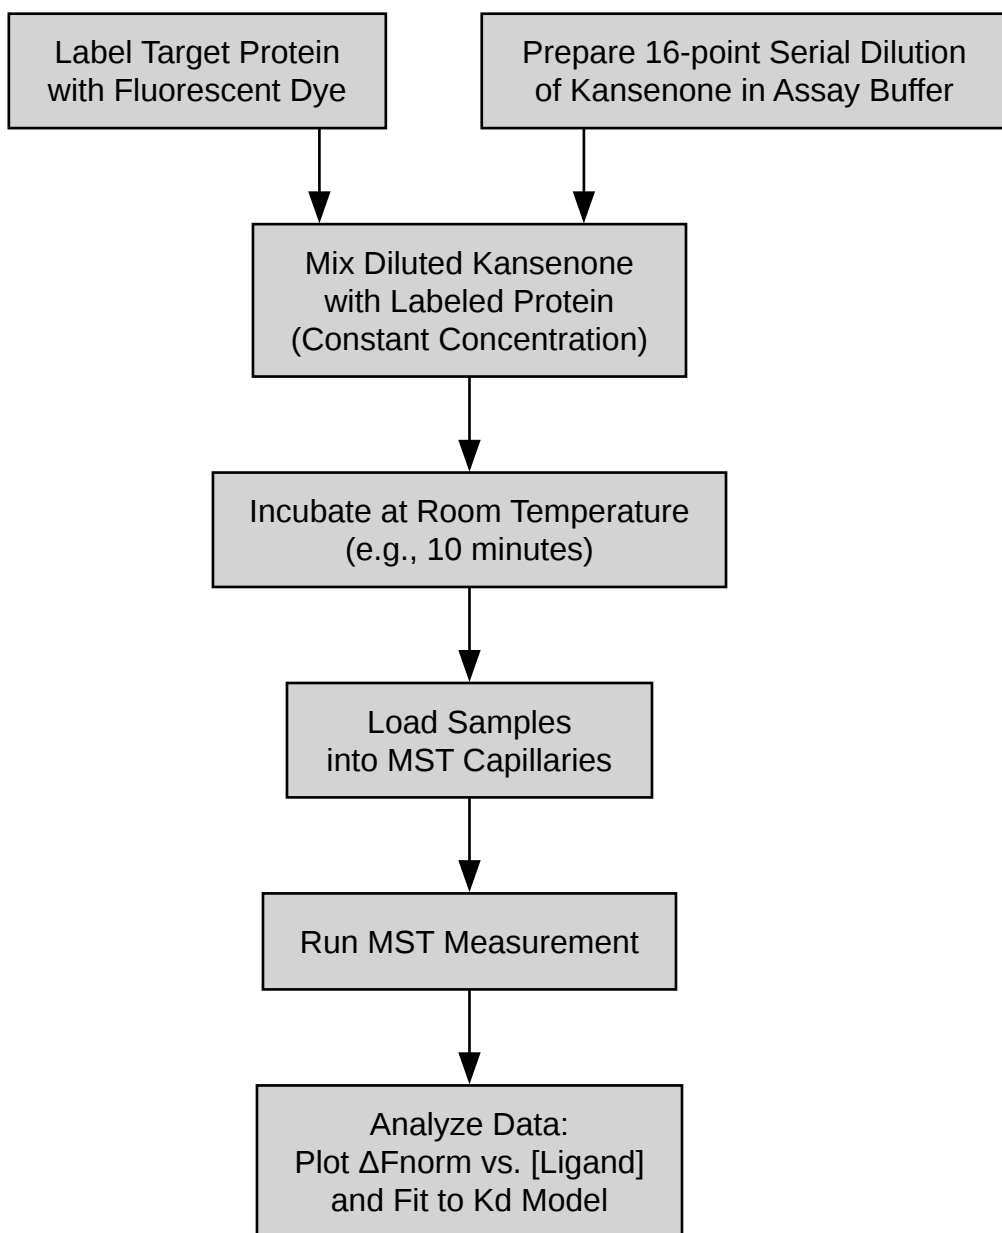 Label Target Protein
with Fluorescent Dye
Prepare 16-point Serial Dilution
of Kansenone in Assay Buffer
Mix Diluted Kansenone
with Labeled Protein
(Constant Concentration)
Incubate at Room Temperature
(e.g., 10 minutes)
Load Samples
into MST Capillaries
Run MST Measurement
Analyze Data:
Plot ΔFnorm vs. [Ligand]
and Fit to Kd Model